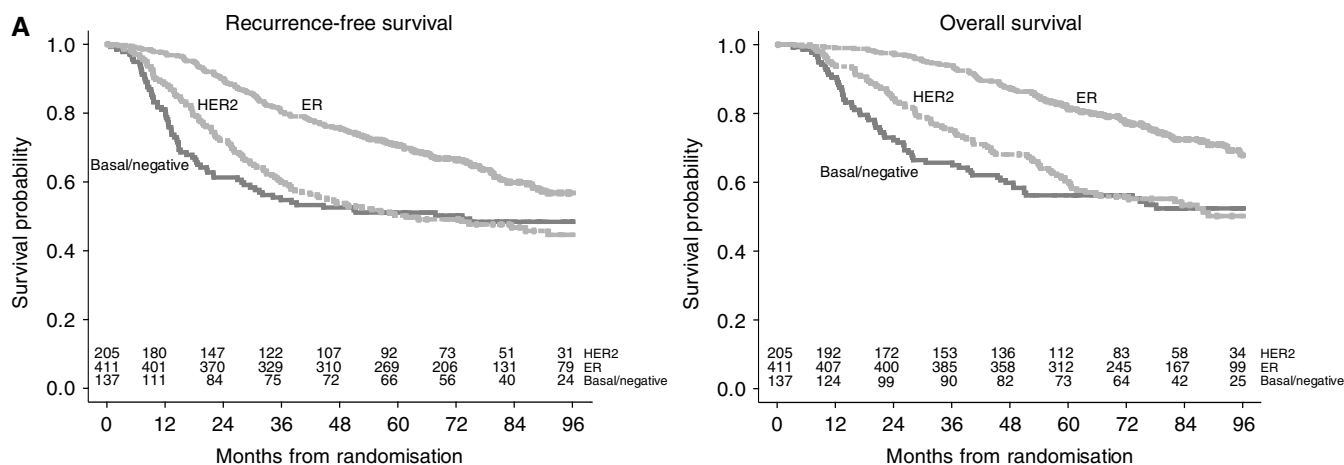 A
Recurrence-free survival
Survival probability
1.0
0.8
0.6
0.4
0.2
0.0
HER2
ER
Basal/negative
205 180 147 122 107 92 73 51 31 HER2
411 401 370 329 310 269 206 131 79 ER
137 111 84 75 72 66 56 40 24 Basal/negative
0 12 24 36 48 60 72 84 96
Months from randomisation
Overall survival
Survival probability
1.0
0.8
0.6
0.4
0.2
0.0
HER2
ER
Basal/negative
205 192 172 153 136 112 83 58 34 HER2
411 407 400 385 358 312 245 167 99 ER
137 124 99 90 82 73 64 42 25 Basal/negative
0 12 24 36 48 60 72 84 96
Months from randomisation